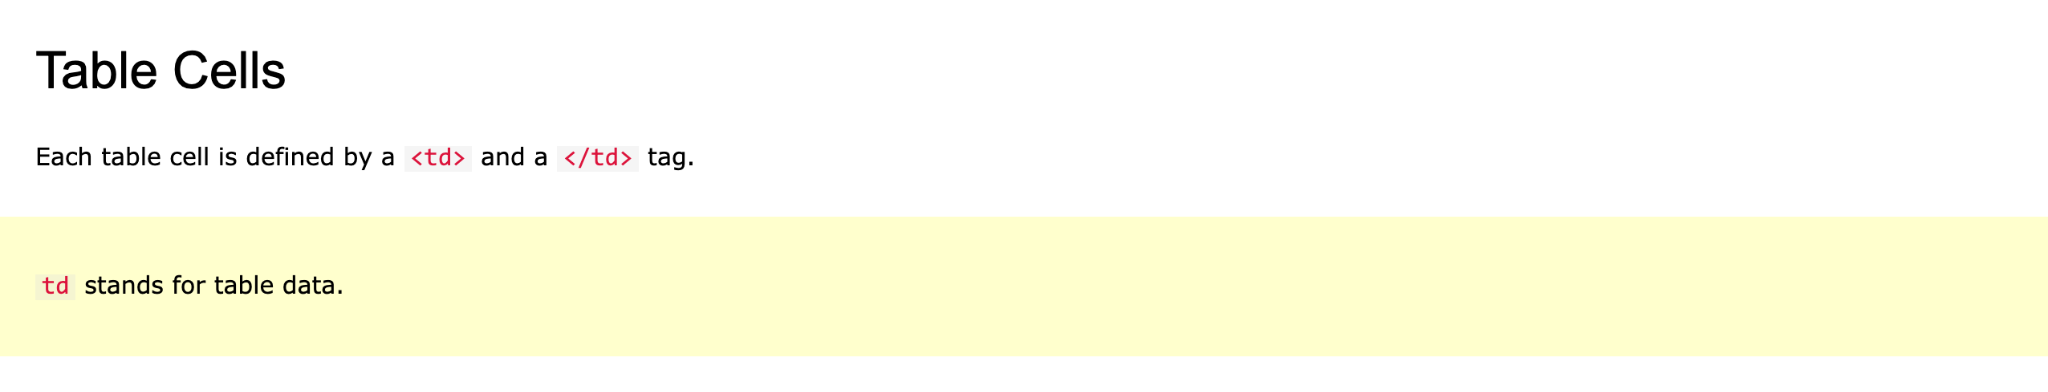 Table Cells
Each table cell is defined by a <td> and a </td> tag.
td stands for table data.